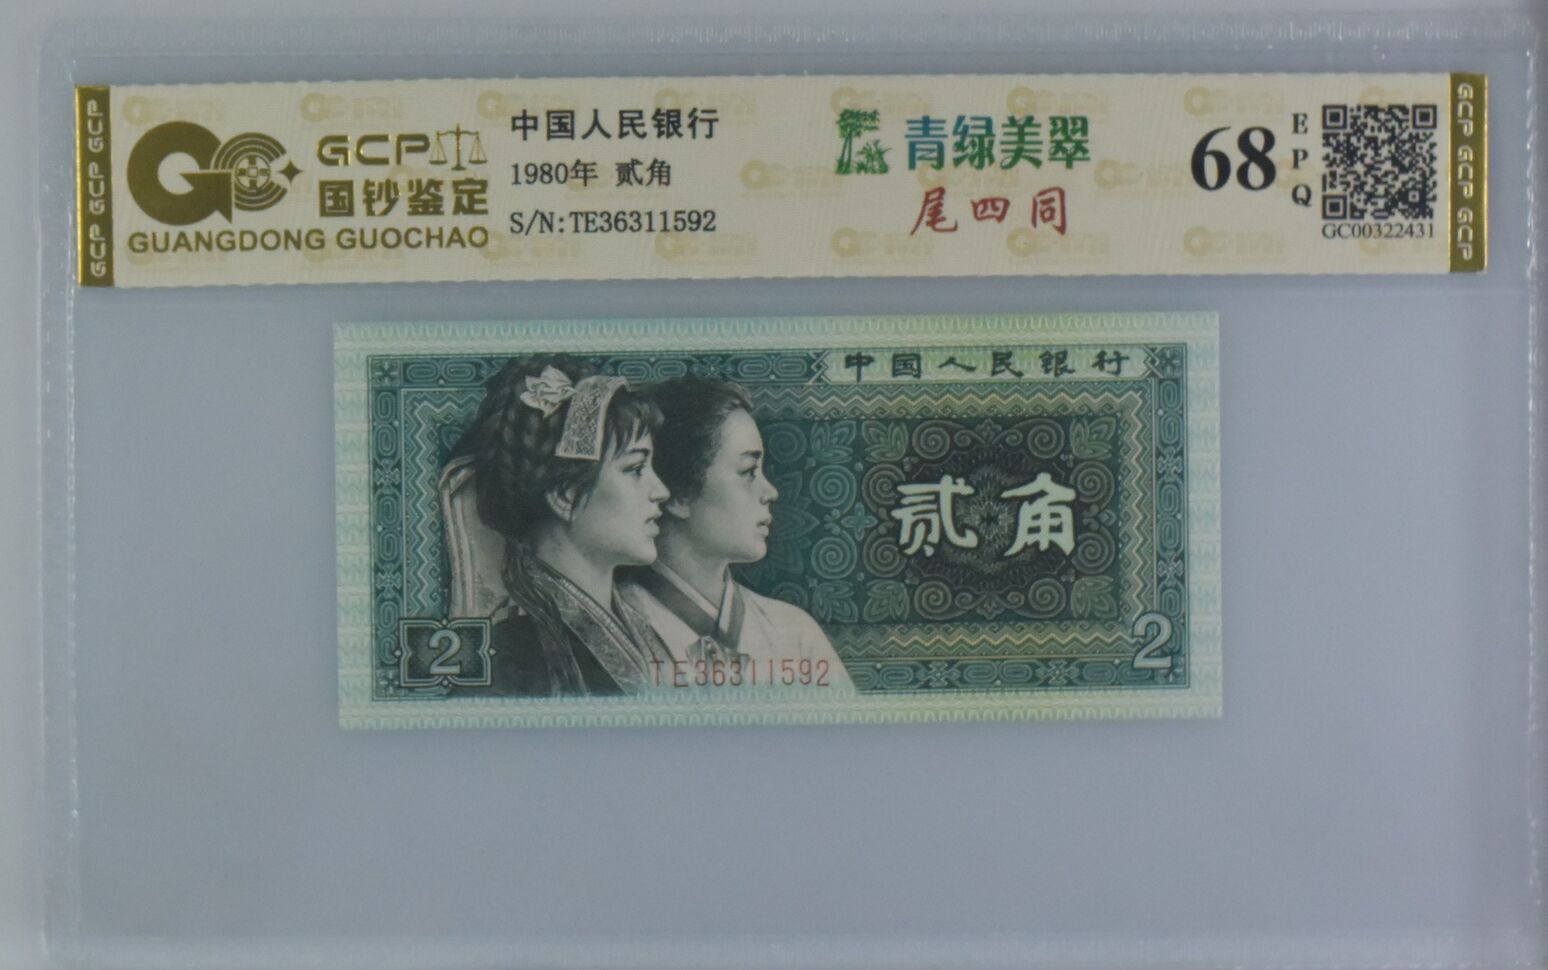 GCP GCP GCP
GCP
国钞鉴定
GUANGDONG GUOCHAO
中国人民银行
1980年 贰角
S/N:TE36311592
青绿美翠
尾四同
68
EPQ
GC00322431
GCP GCP GCP
中国人民银行
贰角
2
2
TE36311592